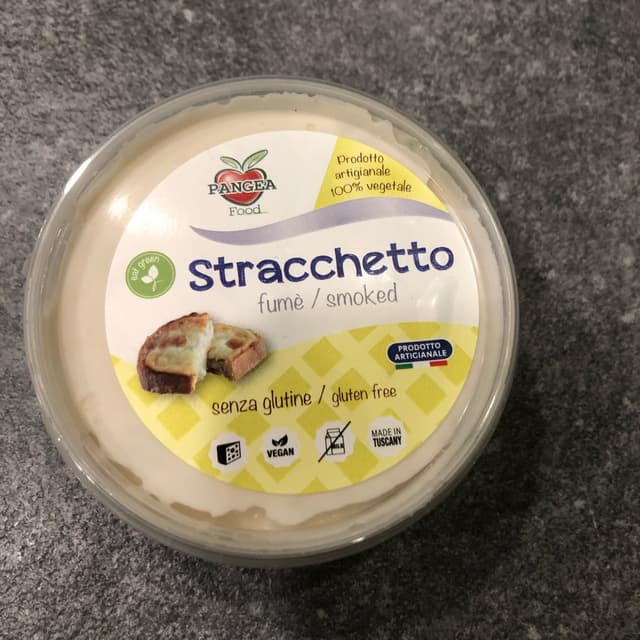 PANGEA
Food
Prodotto
artigianale
100% vegetale
eat green
Stracchetto
fumè / smoked
PRODOTTO
ARTIGIANALE
senza glutine / gluten free
VEGAN
MILK
MADE IN
TUSCANY